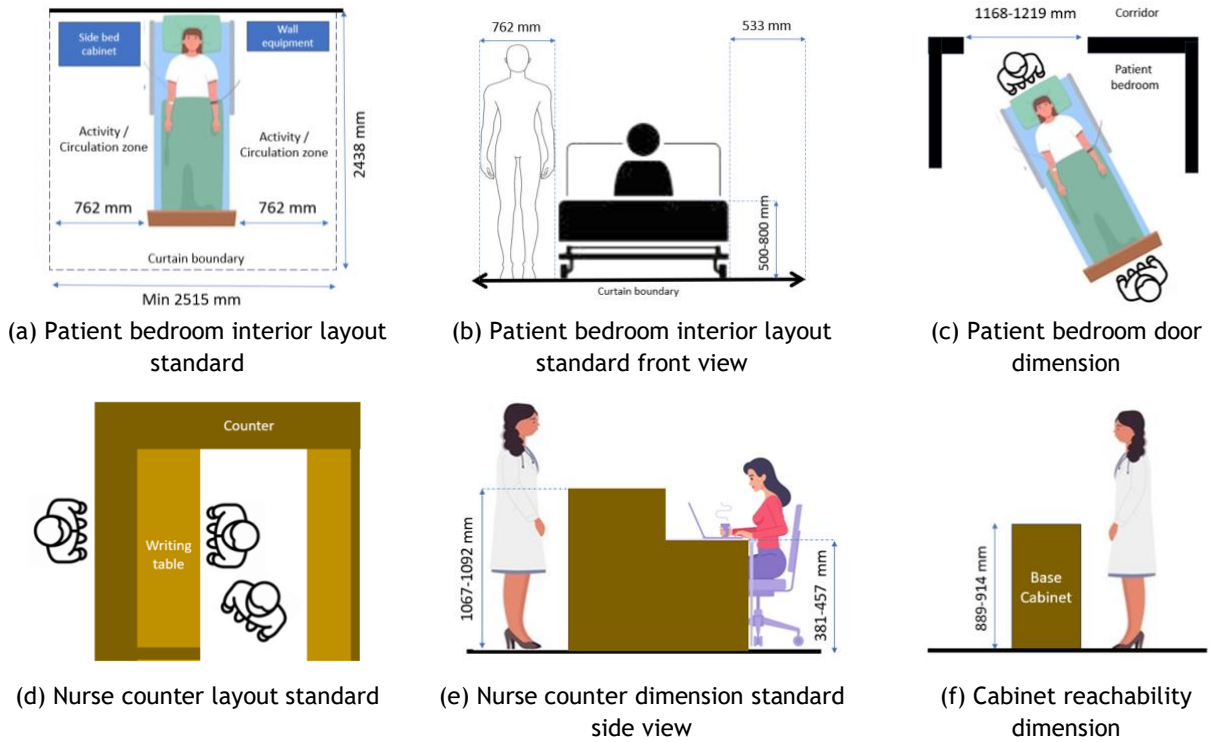 Side bed
cabinet
Wall
equipment
Activity /
Circulation zone
Activity /
Circulation zone
762 mm
762 mm
2438 mm
Curtain boundary
Min 2515 mm
(a) Patient bedroom interior layout
standard
762 mm
533 mm
500-800 mm
Curtain boundary
(b) Patient bedroom interior layout
standard front view
1168-1219 mm
Corridor
Patient
bedroom
(c) Patient bedroom door
dimension
Counter
Writing
table
(d) Nurse counter layout standard
1067-1092 mm
381-457 mm
(e) Nurse counter dimension standard
side view
889-914 mm
Base
Cabinet
(f) Cabinet reachability
dimension